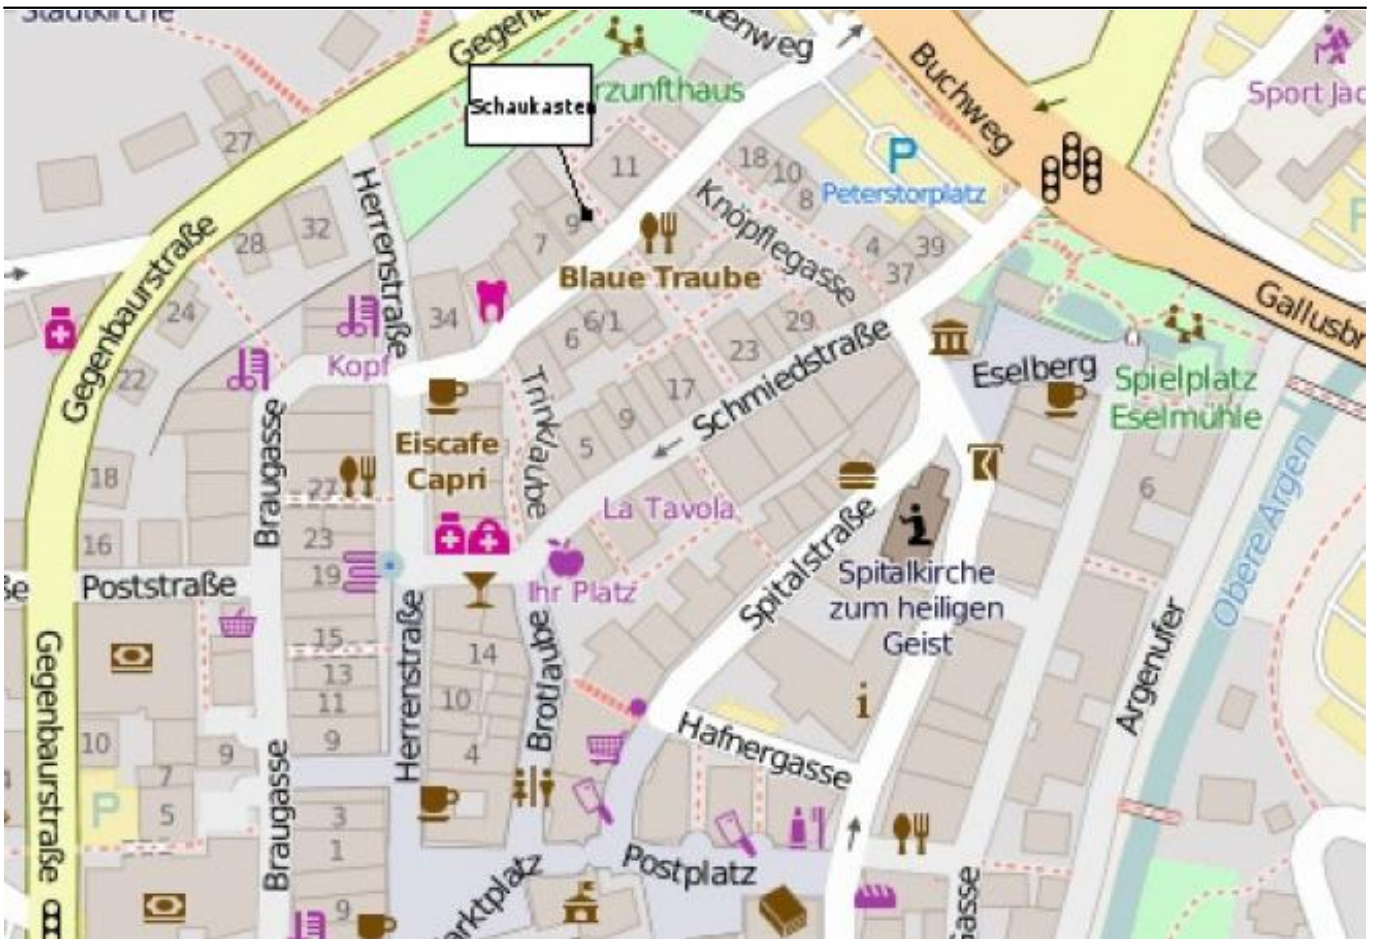 Stadtkirche
Gegenb
benweg
Buchweg
Schaukasten
rzunfthaus
Sport Jac
27
11
18
10
8
P
Peterstorplatz
Herrenstraße
Knöpflegasse
P
32
28
9
7
4
39
37
Blaue Traube
Gegenbaurstraße
24
34
6/1
6
29
23
Schmiedstraße
Gallusbr
Kopf
22
Eselberg
Spielplatz
Eselmühle
Trinklaube
17
9
5
Braugasse
Eiscafe
Capri
18
27
6
Obere Argen
La Tavola
16
23
19
Spitalstraße
Spitalkirche
zum heiligen
Geist
ße
Poststraße
Ihr Platz
Herrenstraße
Brotlaube
15
14
13
11
10
9
4
i
Argenufer
Gegenbaurstraße
Hafnergasse
10
9
7
5
P
Braugasse
3
1
9
Postplatz
arktplatz
Gasse